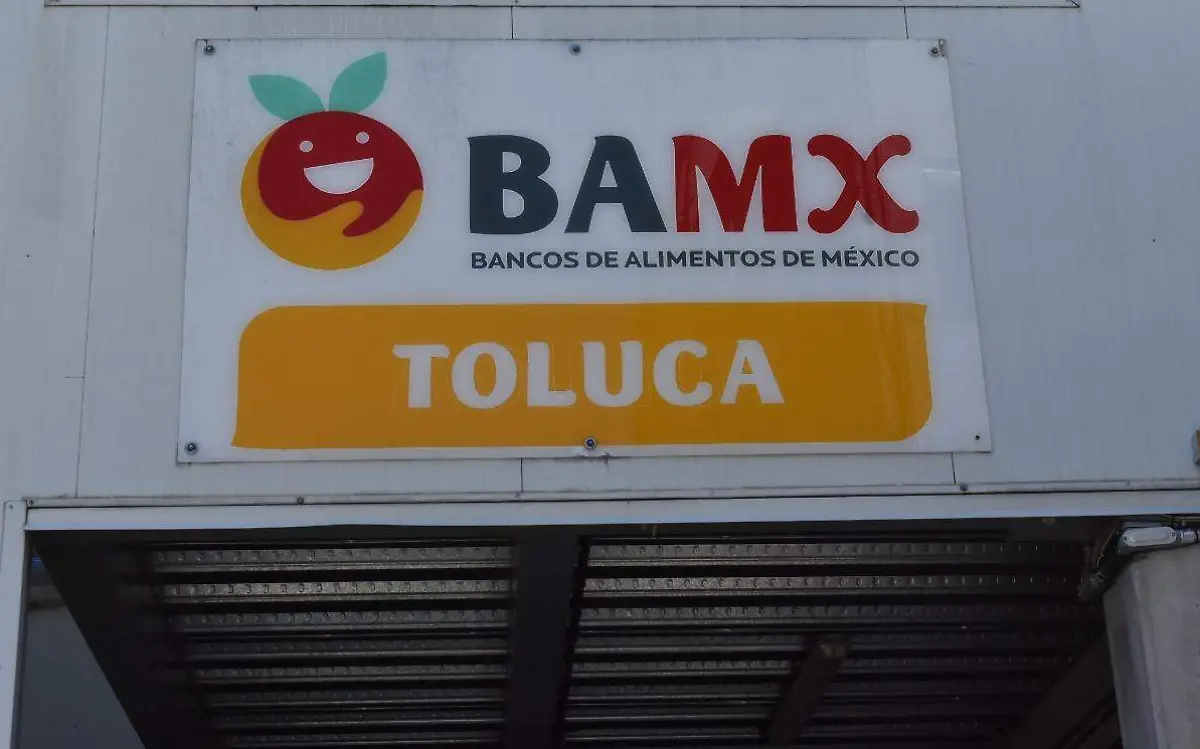 BAMX
BANCOS DE ALIMENTOS DE MÉXICO
TOLUCA